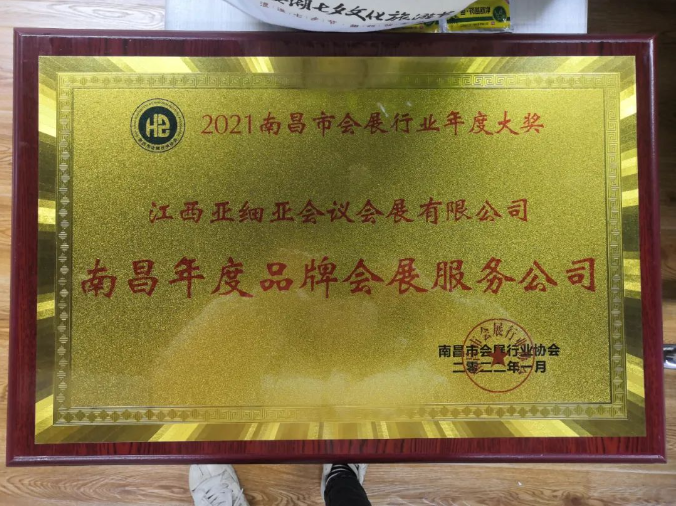 2021南昌市会展行业年度大奖
江西亚细亚会议会展有限公司
南昌年度品牌会展服务公司
南昌市会展行业协会
二零二二年一月